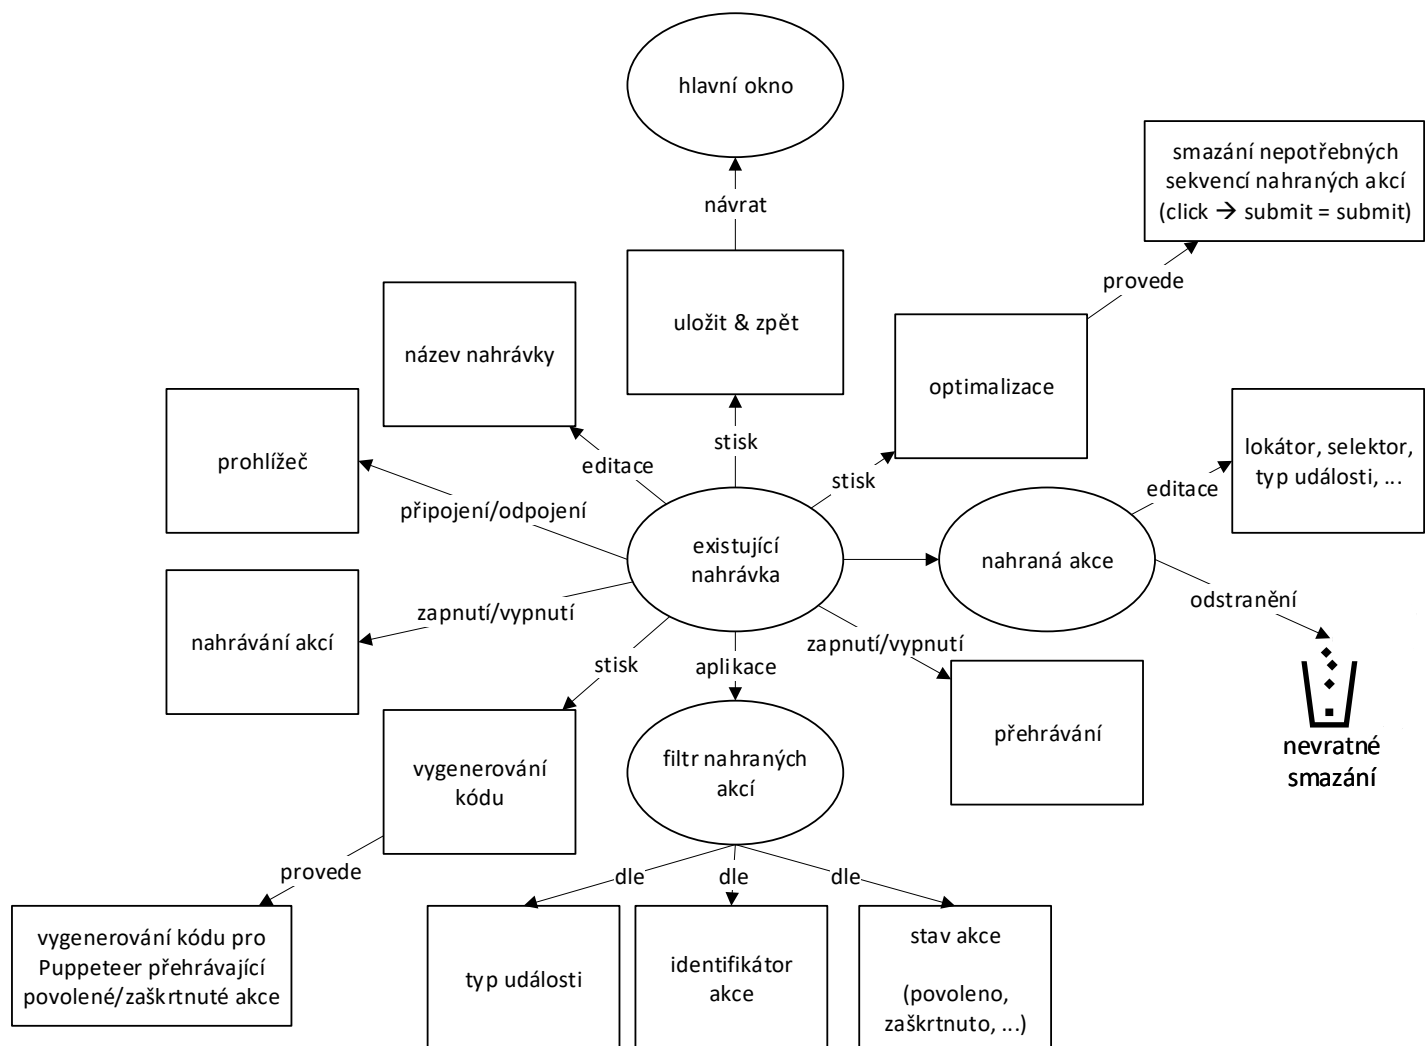 hlavní okno
smazání nepotřebných
sekvencí nahraných akcí
(click → submit = submit)
návrat
provede
název nahrávky
uložit & zpět
optimalizace
prohlížeč
stisk
editace
stisk
lokátor, selektor,
typ události, ...
editace
připojení/odpojení
existující
nahrávka
nahraná akce
odstranění
nahrávání akcí
zapnutí/vypnutí
stisk
aplikace
zapnutí/vypnutí
přehrávání
nevratné
smazání
vygenerování
kódu
filtr nahraných
akcí
provede
dle
dle
dle
vygenerování kódu pro
Puppeteer přehrávající
povolené/zaškrtnuté akce
typ události
identifikátor
akce
stav akce
(povoleno,
zaškrtnuto, ...)